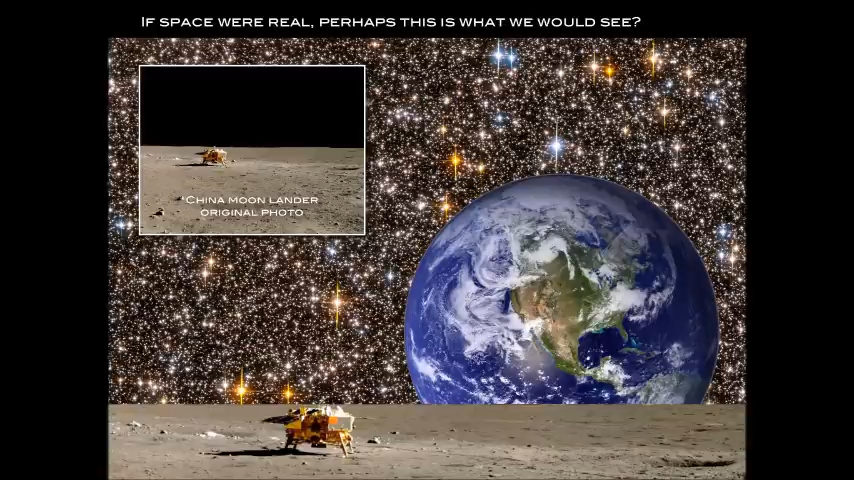 If space were real, perhaps this is what we would see?
*China moon lander
original photo